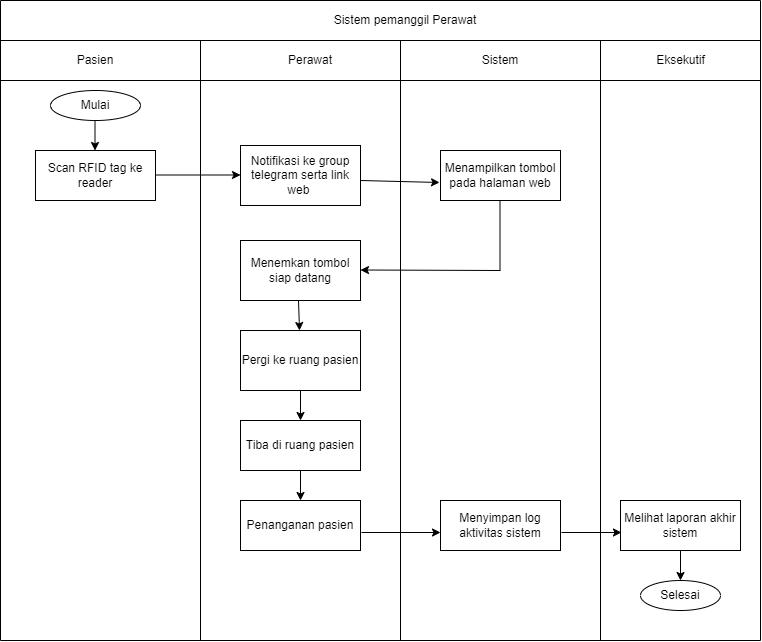 Sistem pemanggil Perawat
Pasien
Perawat
Sistem
Eksekutif
Mulai
Scan RFID tag ke
reader
Notifikasi ke group
telegram serta link
web
Menampilkan tombol
pada halaman web
Menemkan tombol
siap datang
Pergi ke ruang pasien
Tiba di ruang pasien
Penanganan pasien
Menyimpan log
aktivitas sistem
Melihat laporan akhir
sistem
Selesai